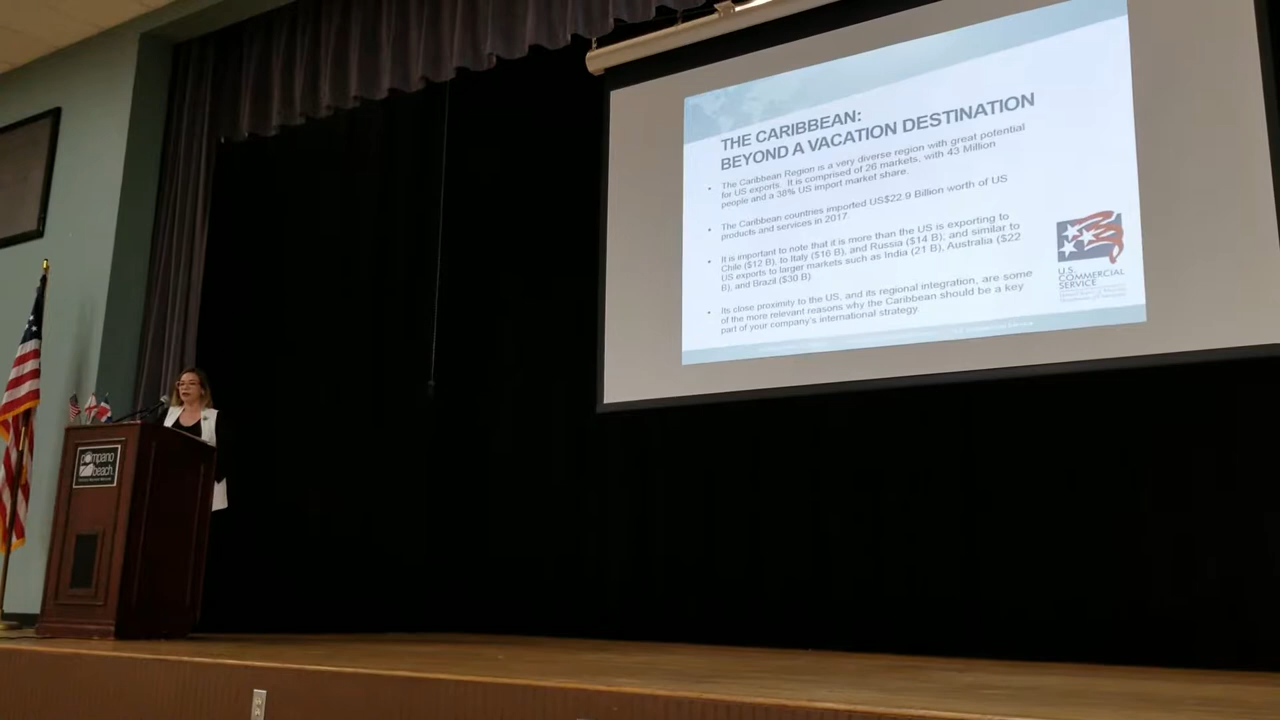 THE CARIBBEAN:
BEYOND A VACATION DESTINATION
• The Caribbean Region is a very diverse region with great potential
for US exports. It is comprised of 26 markets, with 43 Million
people and a 38% US import market share.
• The Caribbean countries imported US$22.9 Billion worth of US
products and services in 2017.
• It is important to note that it is more than the US is exporting to
Chile ($12 B), to Italy ($16 B), and Russia ($14 B); and similar to
US exports to larger markets such as India (21 B), Australia ($22
B), and Brazil ($30 B)
• Its close proximity to the US, and its regional integration, are some
of the more relevant reasons why the Caribbean should be a key
part of your company's international strategy.
U.S.
COMMERCIAL
SERVICE
pompano
beach